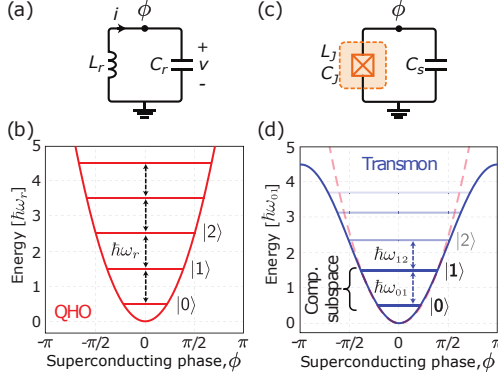 (a)
i
ϕ
L_r
C_r
+
v
-
(c)
ϕ
L_J
C_J
C_s
(b)
5
4
3
2
1
0
Energy [ħω_r]
ħω_r
|2⟩
|1⟩
|0⟩
QHO
-π
-π/2
0
π/2
π
Superconducting phase, ϕ
(d)
5
4
3
2
1
0
Energy [ħω_01]
Transmon
|2⟩
ħω_12
|1⟩
ħω_01
|0⟩
Comp.
subspace
-π
-π/2
0
π/2
π
Superconducting phase, ϕ